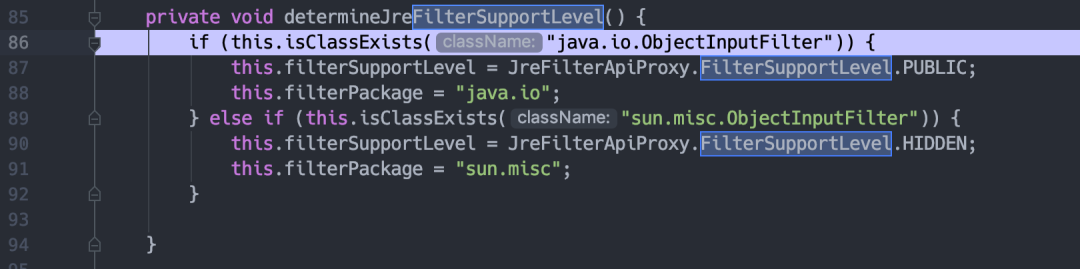 85 private void determineJreFilterSupportLevel() {
86 if (this.isClassExists( className: "java.io.ObjectInputFilter")) {
87 this.filterSupportLevel = JreFilterApiProxy.FilterSupportLevel.PUBLIC;
88 this.filterPackage = "java.io";
89 } else if (this.isClassExists( className: "sun.misc.ObjectInputFilter")) {
90 this.filterSupportLevel = JreFilterApiProxy.FilterSupportLevel.HIDDEN;
91 this.filterPackage = "sun.misc";
92 }
93
94 }
95